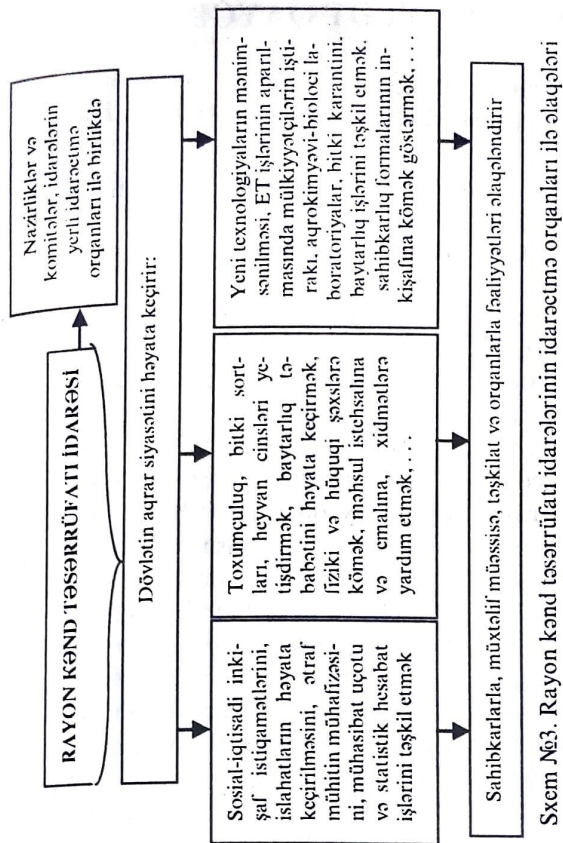 RAYON KƏND TƏSƏRRÜFATI İDARƏSİ
Nazirliklər və
komitələr, idarələrin
yerli idarəetmə
orqanları ilə birlikdə
Dövlətin aqrar siyasətini həyata keçirir:
Sosial-iqtisadi inki-
şaf istiqamətlərini,
islahatların həyata
keçirilməsini, ətraf
mühitin mühafizəsi-
ni, mühasibat uçotu
və statistik hesabat
işlərini təşkil etmək
Toxumçuluq, bitki sort-
ları, heyvan cinsləri ye-
tişdirmək, baytarlıq tə-
babətini həyata keçirmək,
fiziki və hüquqi şəxslərə
kömək, məhsul istehsalına
və emalına, xidmətlərə
yardım etmək, . . .
Yeni texnologiyaların mənim-
sənilməsi, ET işlərinin aparıl-
masında mülkiyyətçilərin işti-
rakı, aqrokimyəvi-bioloci la-
boratoriyalar, bitki karantini,
baytarlıq işlərini təşkil etmək,
sahibkarlıq formalarının in-
kişafına kömək göstərmək, . . .
Sahibkarlarla, müxtəlif müəssisə, təşkilat və orqanlarla fəaliyyətləri əlaqələndirir
Sxem №3. Rayon kənd təsərrüfatı idarələrinin idarəetmə orqanları ilə əlaqələri